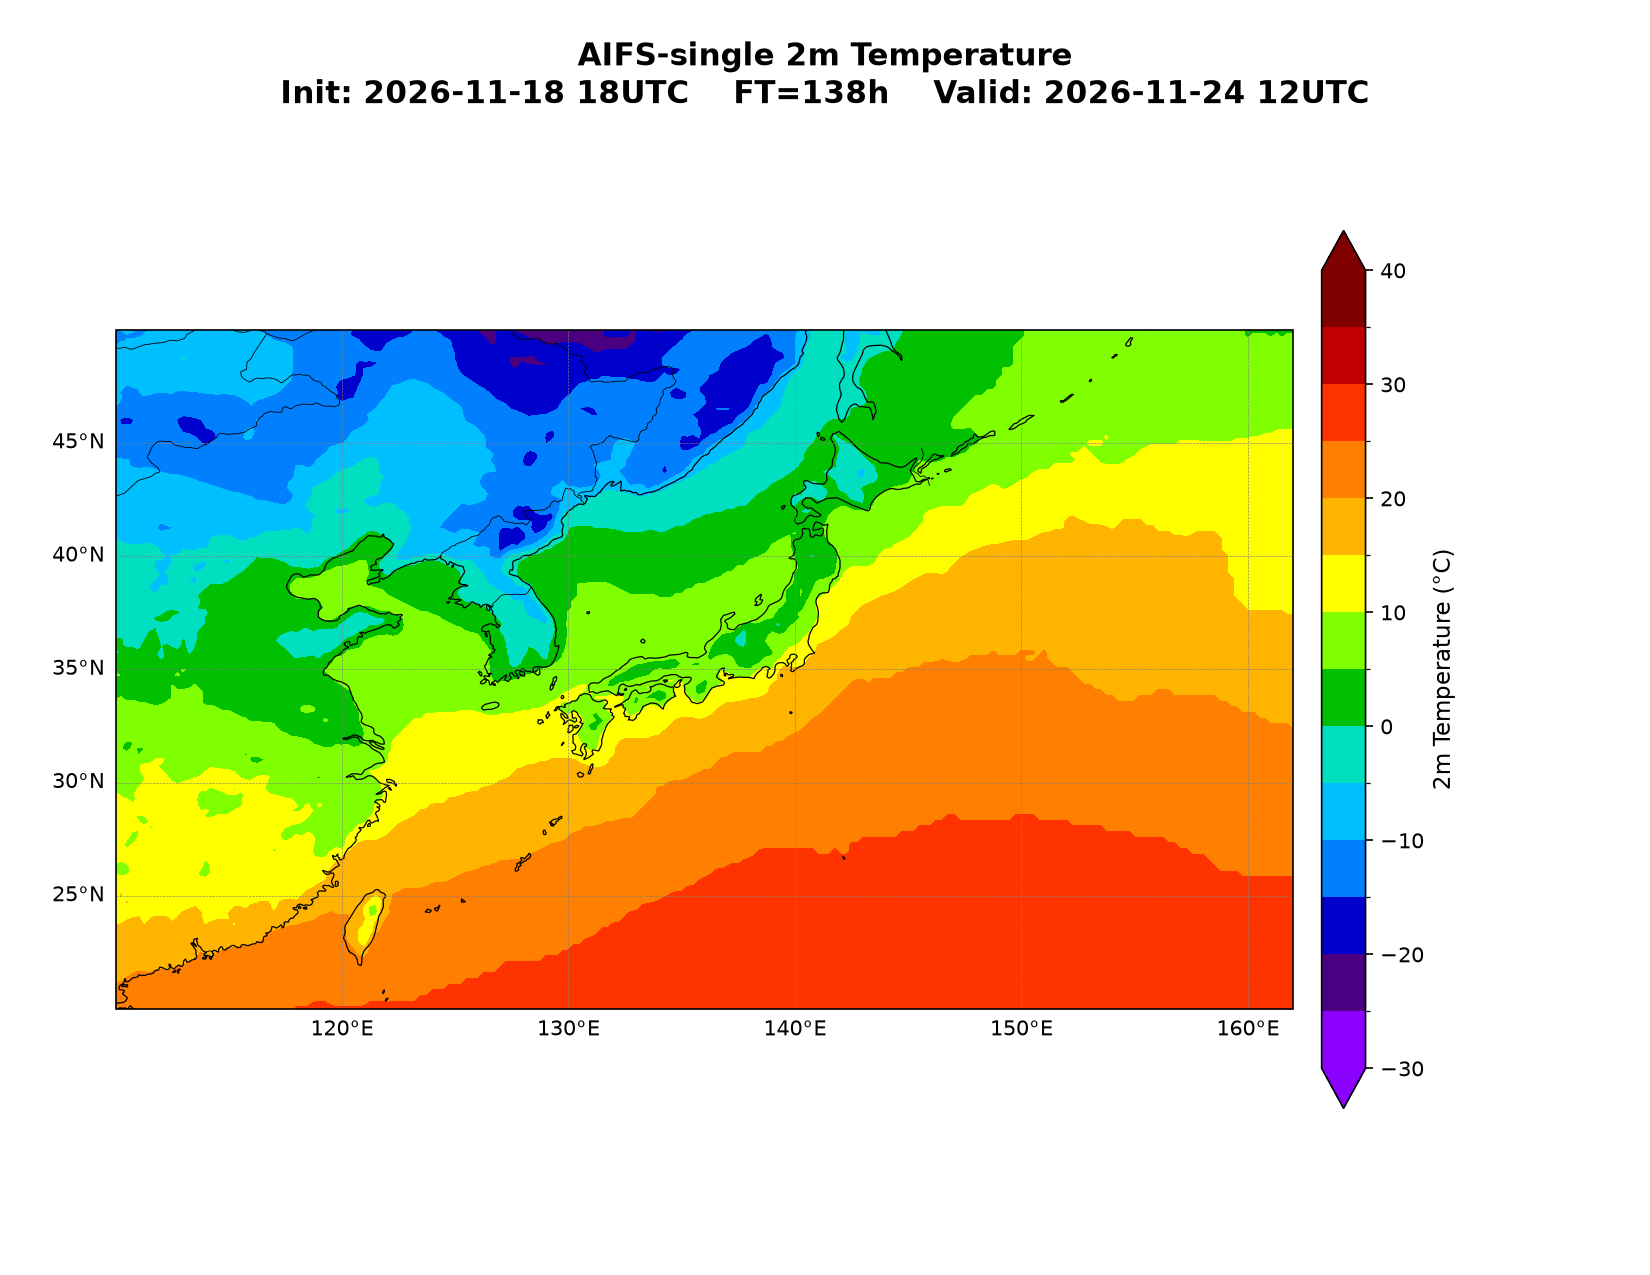 AIFS-single 2m Temperature
Init: 2026-11-18 18UTC    FT=138h    Valid: 2026-11-24 12UTC
45°N
40°N
35°N
30°N
25°N
120°E
130°E
140°E
150°E
160°E
40
30
20
10
0
−10
−20
−30
2m Temperature (°C)